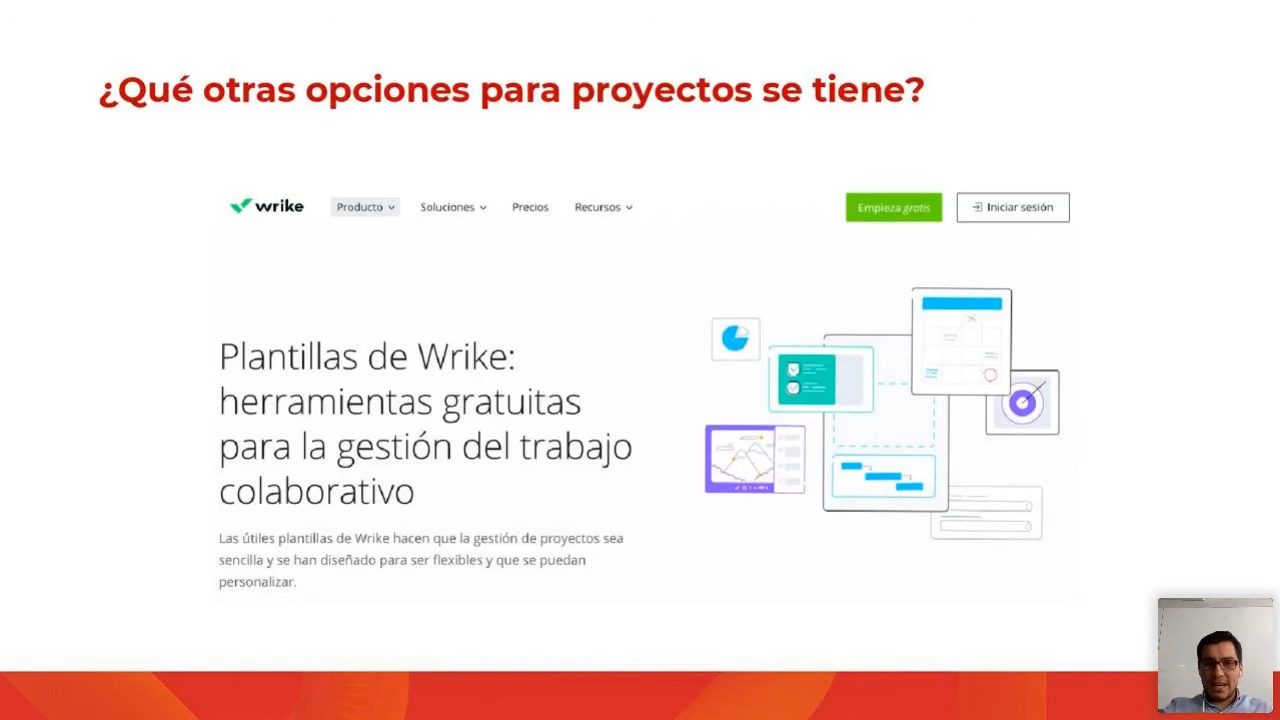 ¿Qué otras opciones para proyectos se tiene?
wrike
Producto
Soluciones
Precios
Recursos
Empieza gratis
Iniciar sesión
Plantillas de Wrike:
herramientas gratuitas
para la gestión del trabajo
colaborativo
Las útiles plantillas de Wrike hacen que la gestión de proyectos sea
sencilla y se han diseñado para ser flexibles y que se puedan
personalizar.